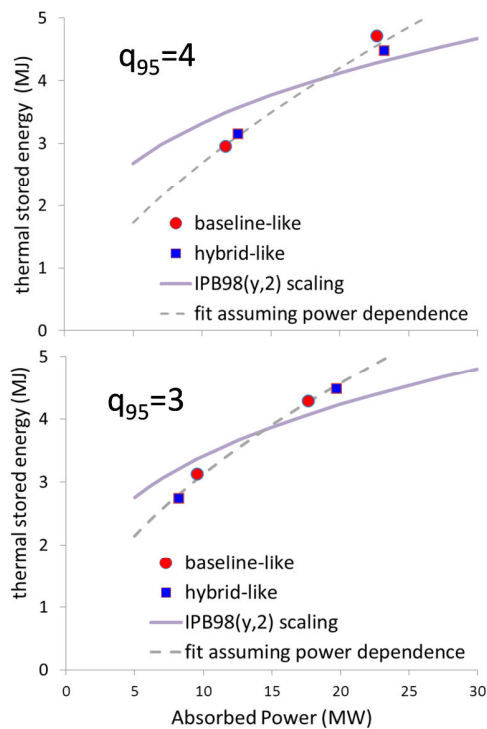 q95=4
thermal stored energy (MJ)
5
4
3
2
1
0
baseline-like
hybrid-like
IPB98(y,2) scaling
fit assuming power dependence
q95=3
thermal stored energy (MJ)
5
4
3
2
1
0
baseline-like
hybrid-like
IPB98(y,2) scaling
fit assuming power dependence
0 5 10 15 20 25 30
Absorbed Power (MW)